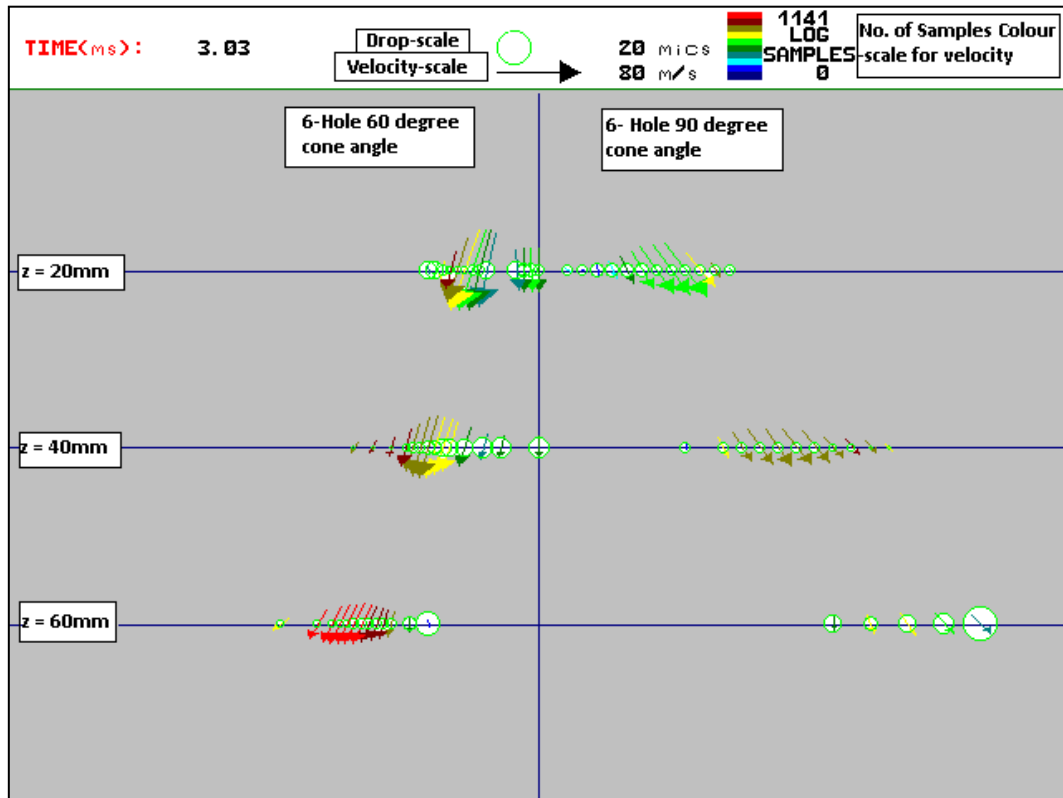 TIME(ms): 3.03
Drop-scale
Velocity-scale
20 mics
80 m/s
1141
LOG
SAMPLES
0
No. of Samples Colour
-scale for velocity
6-Hole 60 degree
cone angle
6- Hole 90 degree
cone angle
z = 20mm
z = 40mm
z = 60mm